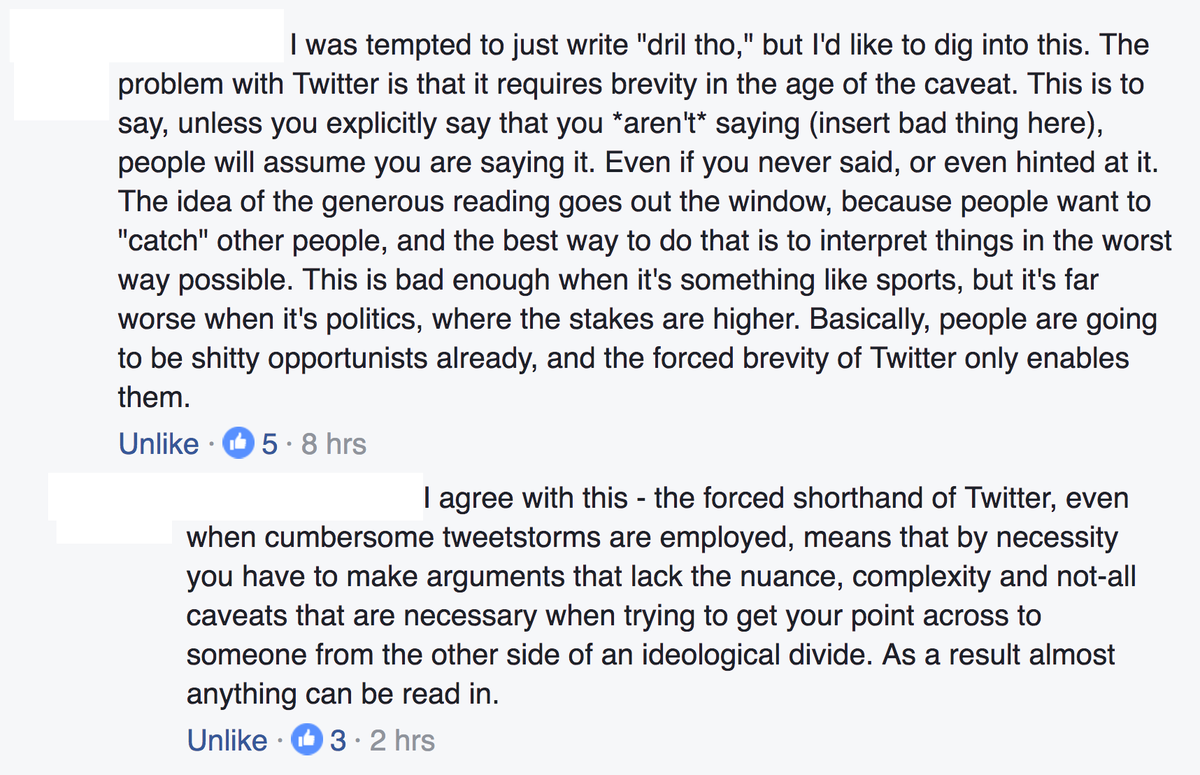 I was tempted to just write "dril tho," but I'd like to dig into this. The
problem with Twitter is that it requires brevity in the age of the caveat. This is to
say, unless you explicitly say that you *aren't* saying (insert bad thing here),
people will assume you are saying it. Even if you never said, or even hinted at it.
The idea of the generous reading goes out the window, because people want to
"catch" other people, and the best way to do that is to interpret things in the worst
way possible. This is bad enough when it's something like sports, but it's far
worse when it's politics, where the stakes are higher. Basically, people are going
to be shitty opportunists already, and the forced brevity of Twitter only enables
them.
Unlike · 5 · 8 hrs
I agree with this - the forced shorthand of Twitter, even
when cumbersome tweetstorms are employed, means that by necessity
you have to make arguments that lack the nuance, complexity and not-all
caveats that are necessary when trying to get your point across to
someone from the other side of an ideological divide. As a result almost
anything can be read in.
Unlike · 3 · 2 hrs